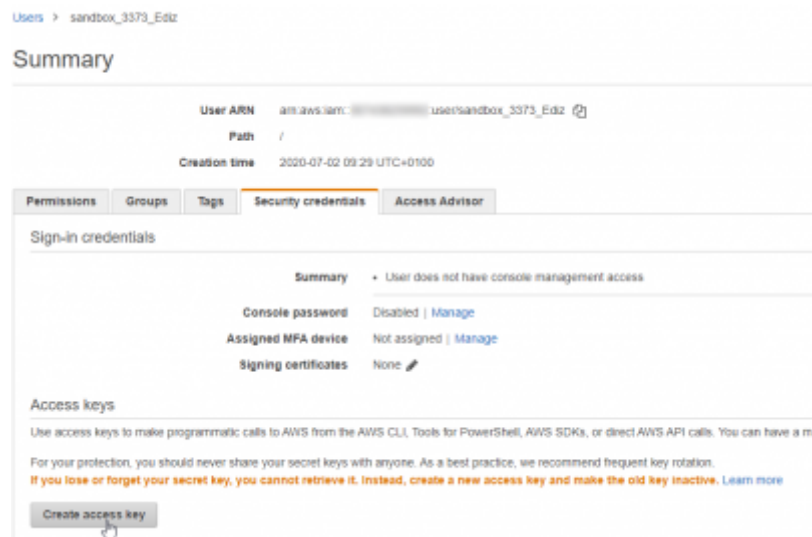 Users > sandbox_3373_Ediz
Summary
User ARN arn:aws:iam:: :user/sandbox_3373_Ediz
Path /
Creation time 2020-07-02 09:29 UTC+0100
Permissions Groups Tags Security credentials Access Advisor
Sign-in credentials
Summary • User does not have console management access
Console password Disabled | Manage
Assigned MFA device Not assigned | Manage
Signing certificates None
Access keys
Use access keys to make programmatic calls to AWS from the AWS CLI, Tools for PowerShell, AWS SDKs, or direct AWS API calls. You can have a m
For your protection, you should never share your secret keys with anyone. As a best practice, we recommend frequent key rotation.
If you lose or forget your secret key, you cannot retrieve it. Instead, create a new access key and make the old key inactive. Learn more
Create access key